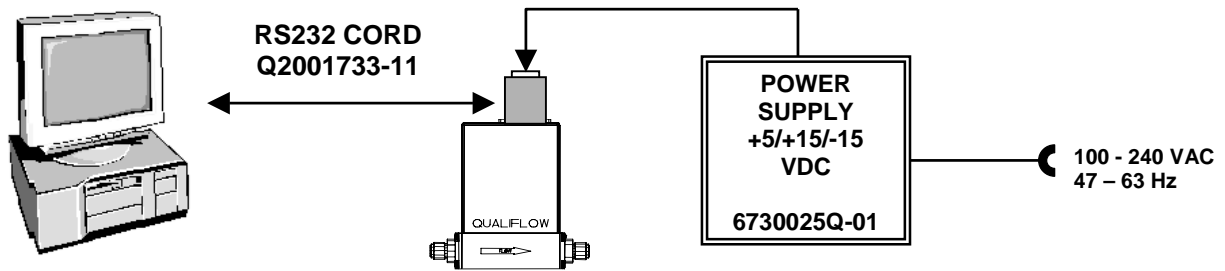 RS232 CORD
Q2001733-11
POWER
SUPPLY
+5/+15/-15
VDC
6730025Q-01
100 - 240 VAC
47 – 63 Hz
QUALIFLOW
FLOW